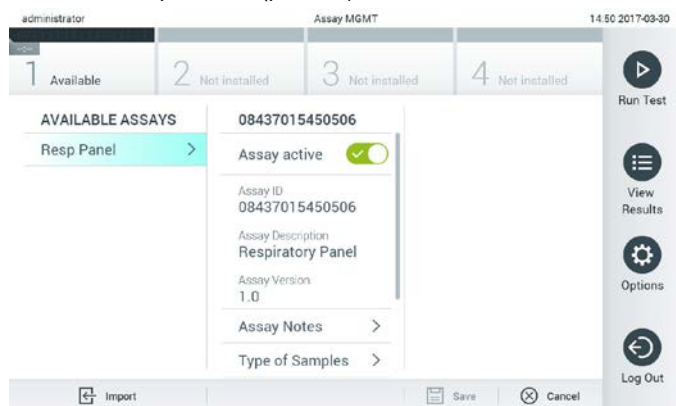 administrator Assay MGMT 14:50 2017-03-30
1 Available 2 Not installed 3 Not installed 4 Not installed
Run Test
AVAILABLE ASSAYS 08437015450506
Resp Panel Assay active
Assay ID
08437015450506
View
Results
Assay Description
Respiratory Panel
Assay Version
1.0
Options
Assay Notes
Type of Samples
Log Out
Import Save Cancel